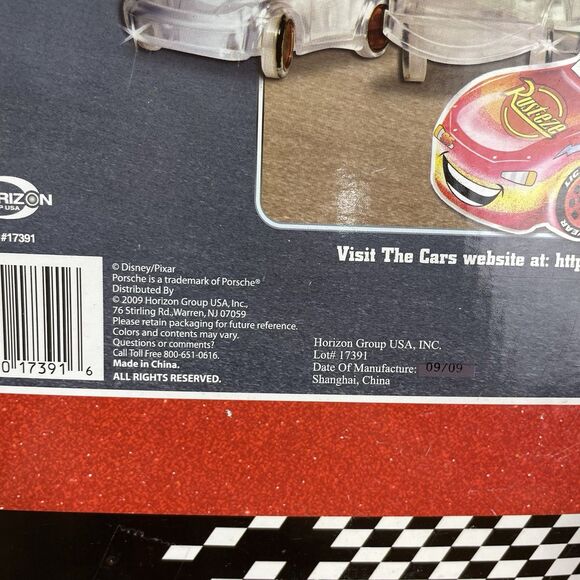 Rust-eze
RIZON
P USA
#17391
Visit The Cars website at: http
© Disney/Pixar
Porsche is a trademark of Porsche®
Distributed By
© 2009 Horizon Group USA, Inc.,
76 Stirling Rd.,Warren, NJ 07059
Please retain packaging for future reference.
Colors and contents may vary.
Questions or comments?
Call Toll Free 800-651-0616.
Made in China.
ALL RIGHTS RESERVED.
0 17391 6
Horizon Group USA, INC.
Lot# 17391
Date Of Manufacture: 09/09
Shanghai, China